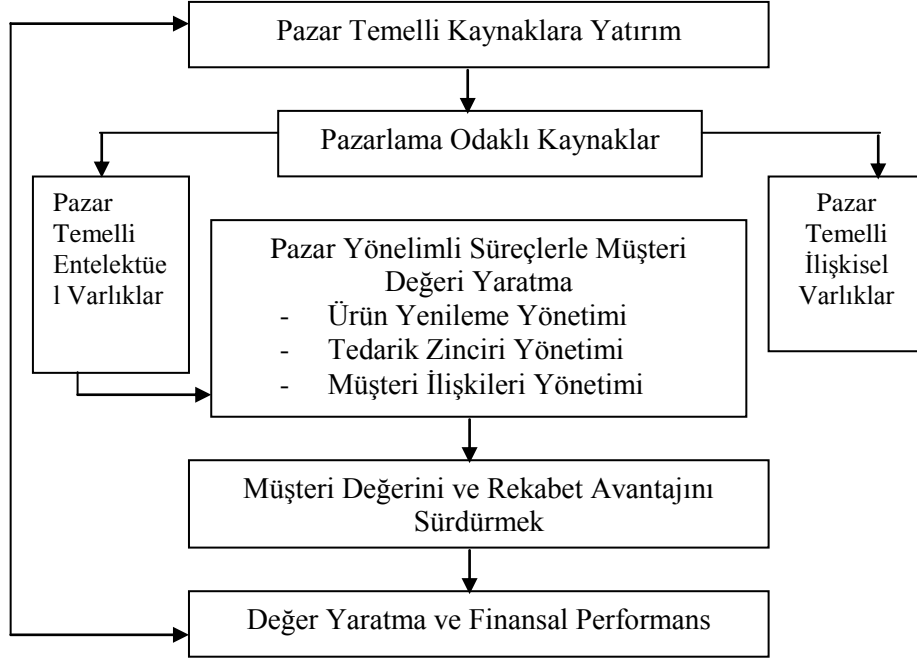 Pazar Temelli Kaynaklara Yatırım
Pazarlama Odaklı Kaynaklar
Pazar
Temelli
Entelektüe
l Varlıklar
Pazar Yönelimli Süreçlerle Müşteri
Değeri Yaratma
- Ürün Yenileme Yönetimi
- Tedarik Zinciri Yönetimi
- Müşteri İlişkileri Yönetimi
Pazar
Temelli
İlişkisel
Varlıklar
Müşteri Değerini ve Rekabet Avantajını
Sürdürmek
Değer Yaratma ve Finansal Performans